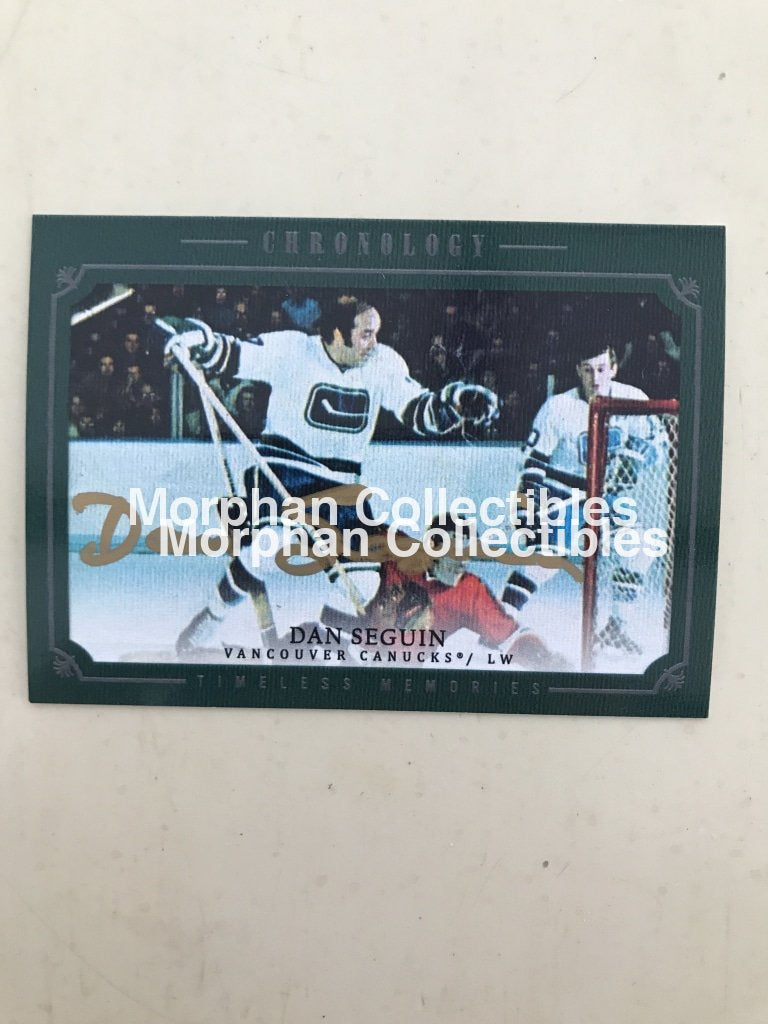 CHRONOLOGY
Morphan Collectibles
Morphan Collectibles
DAN SEGUIN
VANCOUVER CANUCKS®/ LW
TIMELESS MEMORIES